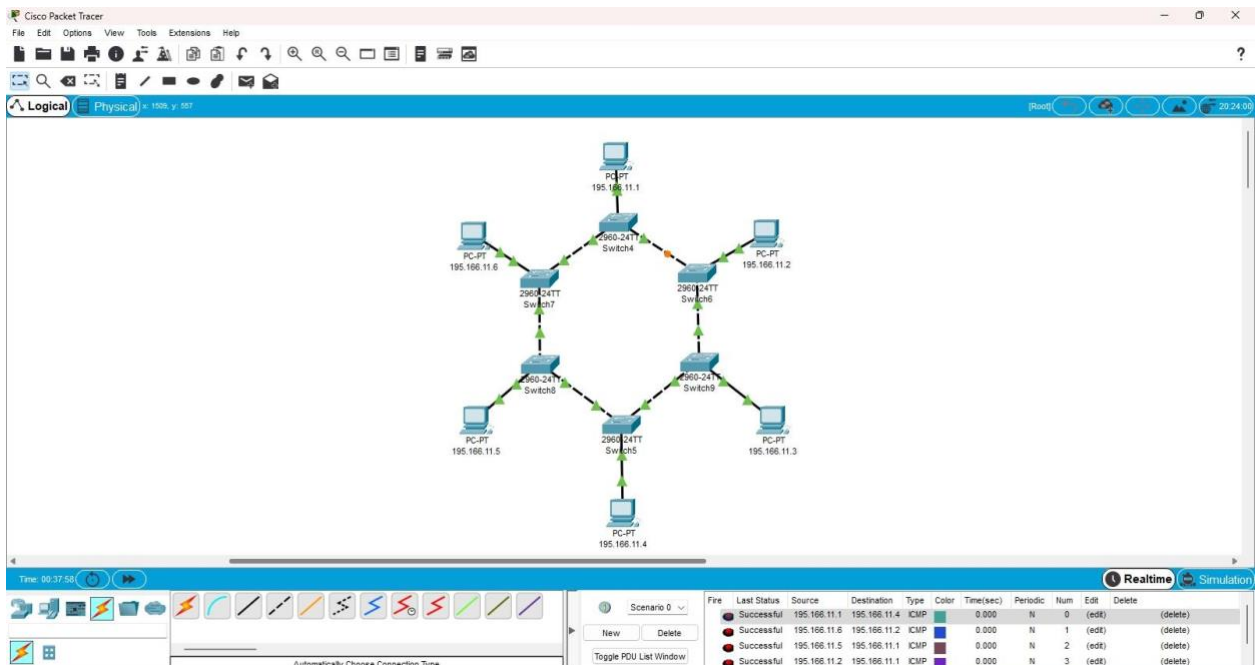 Cisco Packet Tracer
File Edit Options View Tools Extensions Help
?
Logical Physical x: 1509, y: 557 [Root] 20:24:00
PC-PT
195.166.11.1
2960-24TT
Switch4
PC-PT
195.166.11.6
PC-PT
195.166.11.2
2960-24TT
Switch7
2960-24TT
Switch6
2960-24TT
Switch8
2960-24TT
Switch9
PC-PT
195.166.11.5
2960-24TT
Switch5
PC-PT
195.166.11.3
PC-PT
195.166.11.4
Time: 00:37:58 Realtime Simulation
Scenario 0
New Delete
Toggle PDU List Window
Automatically Choose Connection Type
Fire Last Status Source Destination Type Color Time(sec) Periodic Num Edit Delete
Successful 195.166.11.1 195.166.11.4 ICMP 0.000 N 0 (edit) (delete)
Successful 195.166.11.6 195.166.11.2 ICMP 0.000 N 1 (edit) (delete)
Successful 195.166.11.5 195.166.11.1 ICMP 0.000 N 2 (edit) (delete)
Successful 195.166.11.2 195.166.11.1 ICMP 0.000 N 3 (edit) (delete)